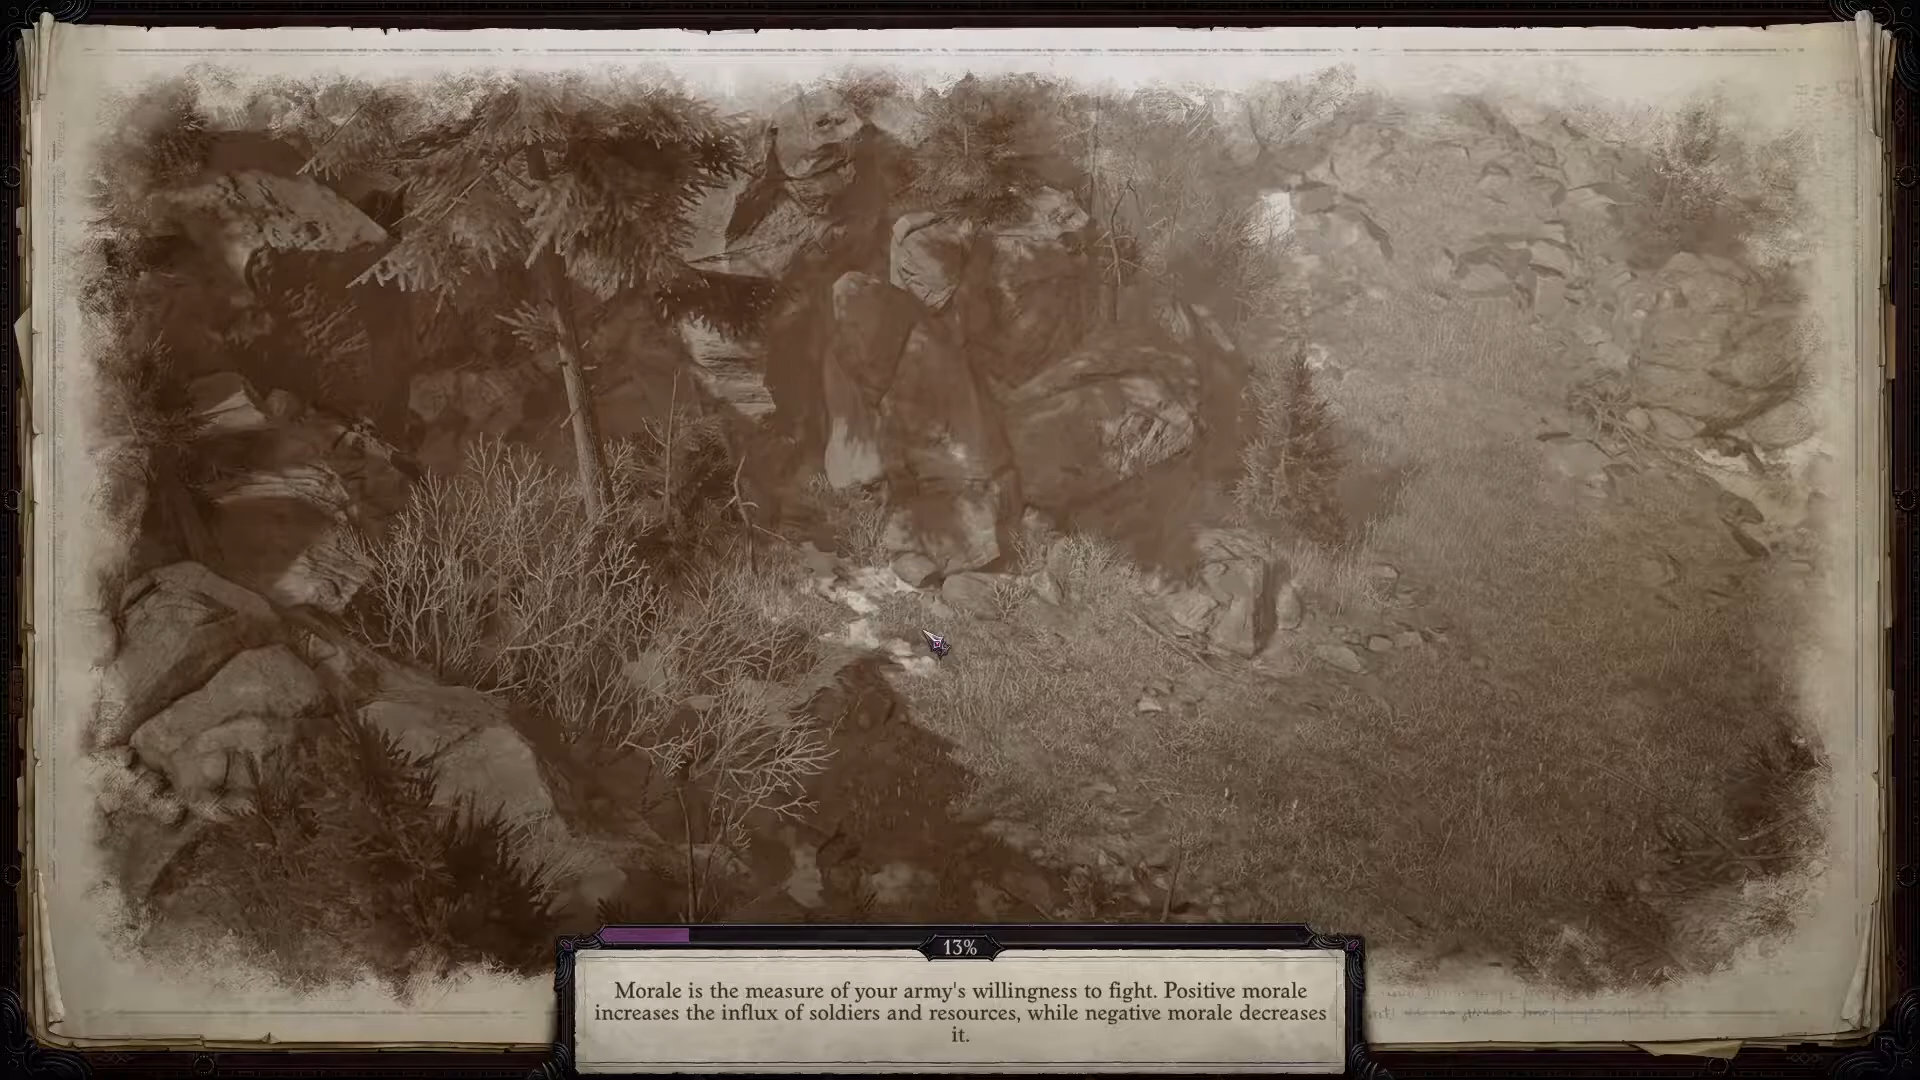 13%
Morale is the measure of your army's willingness to fight. Positive morale
increases the influx of soldiers and resources, while negative morale decreases
it.